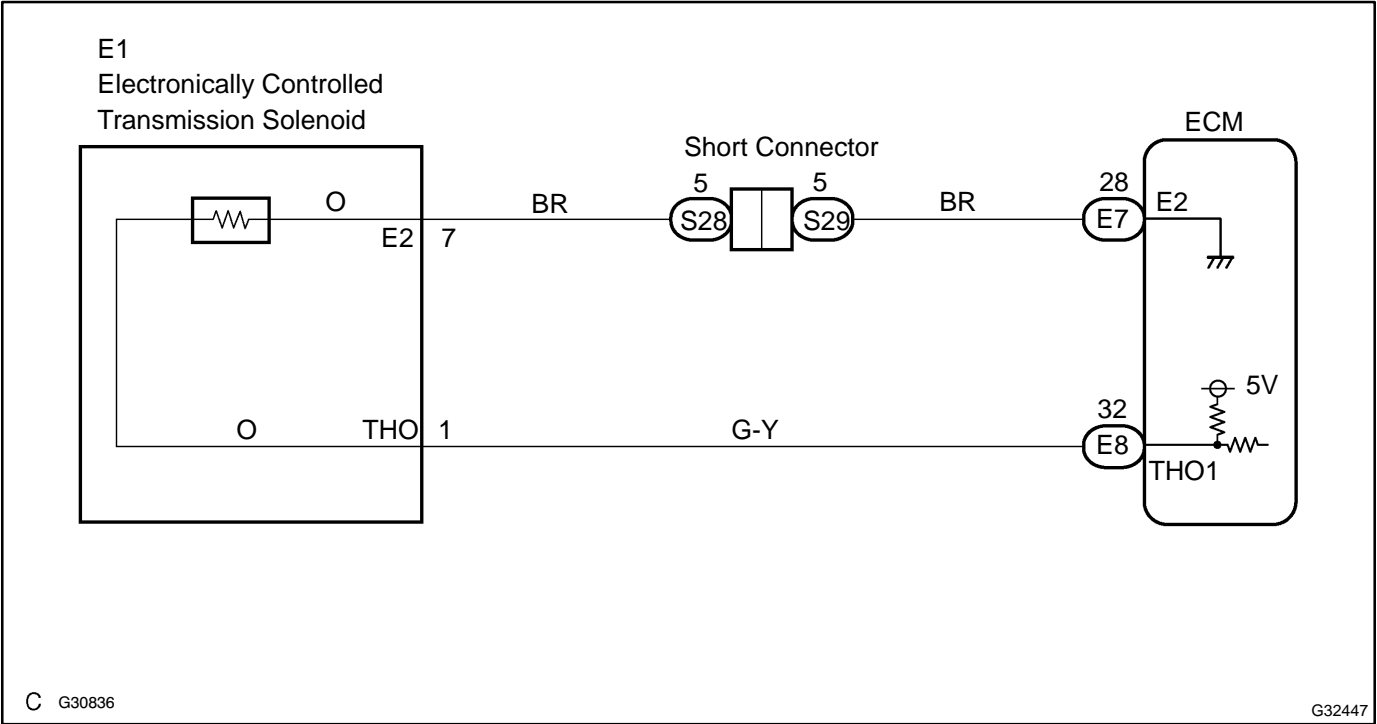 E1
Electronically Controlled
Transmission Solenoid
ECM
Short Connector
5 5
28
O
BR
S28
S29
BR
E7
E2
E2 7
5V
32
O
THO 1
G-Y
E8
THO1
C G30836
G32447